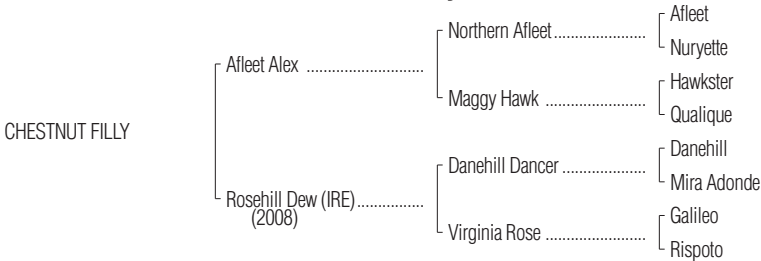 Afleet
Northern Afleet......................
Nuryette
Afleet Alex ...........................
Hawkster
Maggy Hawk .......................
Qualique
CHESTNUT FILLY
Danehill
Danehill Dancer ...................
Mira Adonde
Rosehill Dew (IRE)...............
(2008)
Galileo
Virginia Rose .......................
Rispoto